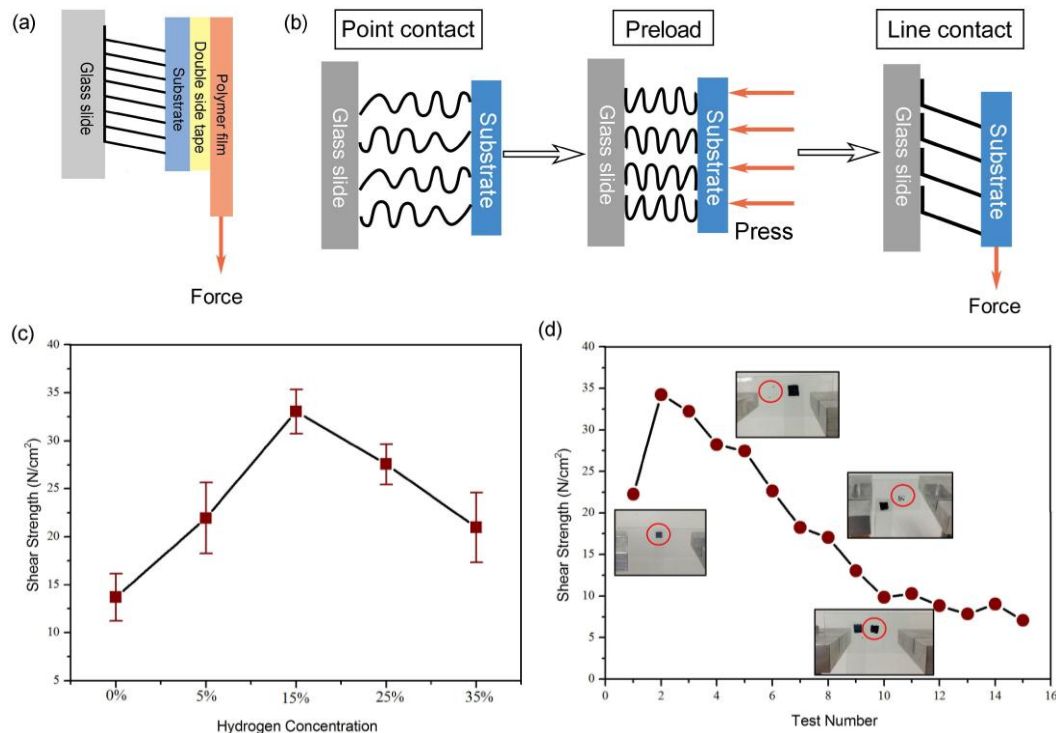 (a)
Glass slide
Substrate
Double side tape
Polymer film
Force
(b)
Point contact
Preload
Line contact
Glass slide
Substrate
Glass slide
Substrate
Press
Glass slide
Substrate
Force
(c)
40
35
30
25
20
15
10
5
Shear Strength (N/cm²)
0%
5%
15%
25%
35%
Hydrogen Concentration
(d)
40
35
30
25
20
15
10
5
0
Shear Strength (N/cm²)
0
2
4
6
8
10
12
14
16
Test Number